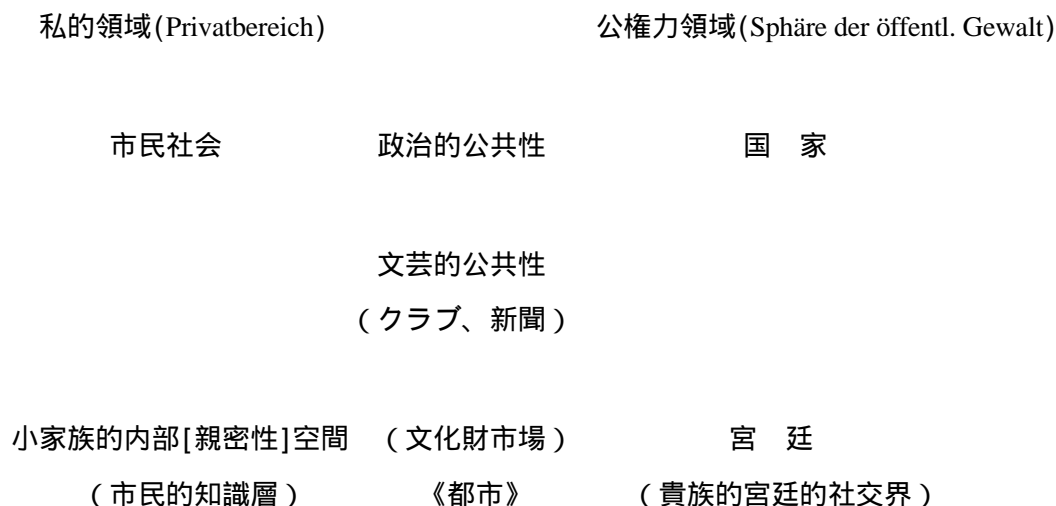 私的領域(Privatbereich) 公権力領域(Sphäre der öffentl. Gewalt)
市民社会 政治的公共性 国 家
文芸的公共性
(クラブ、新聞)
小家族的内部[親密性]空間 (文化財市場) 宮 廷
(市民的知識層) 《都市》 (貴族的宮廷的社交界)